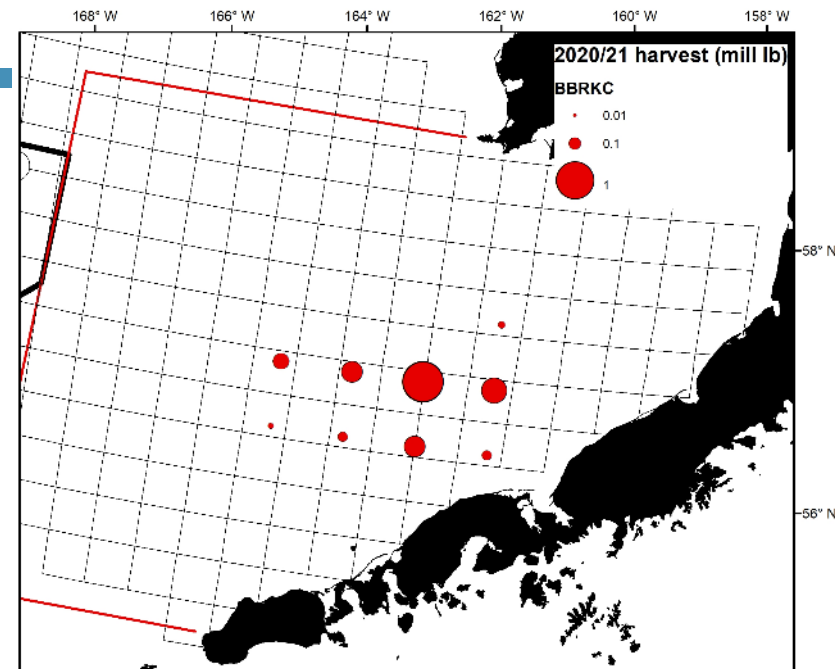 168° W 166° W 164° W 162° W 160° W 158° W
2020/21 harvest (mill lb)
BBRKC
0.01
0.1
1
58° N
56° N